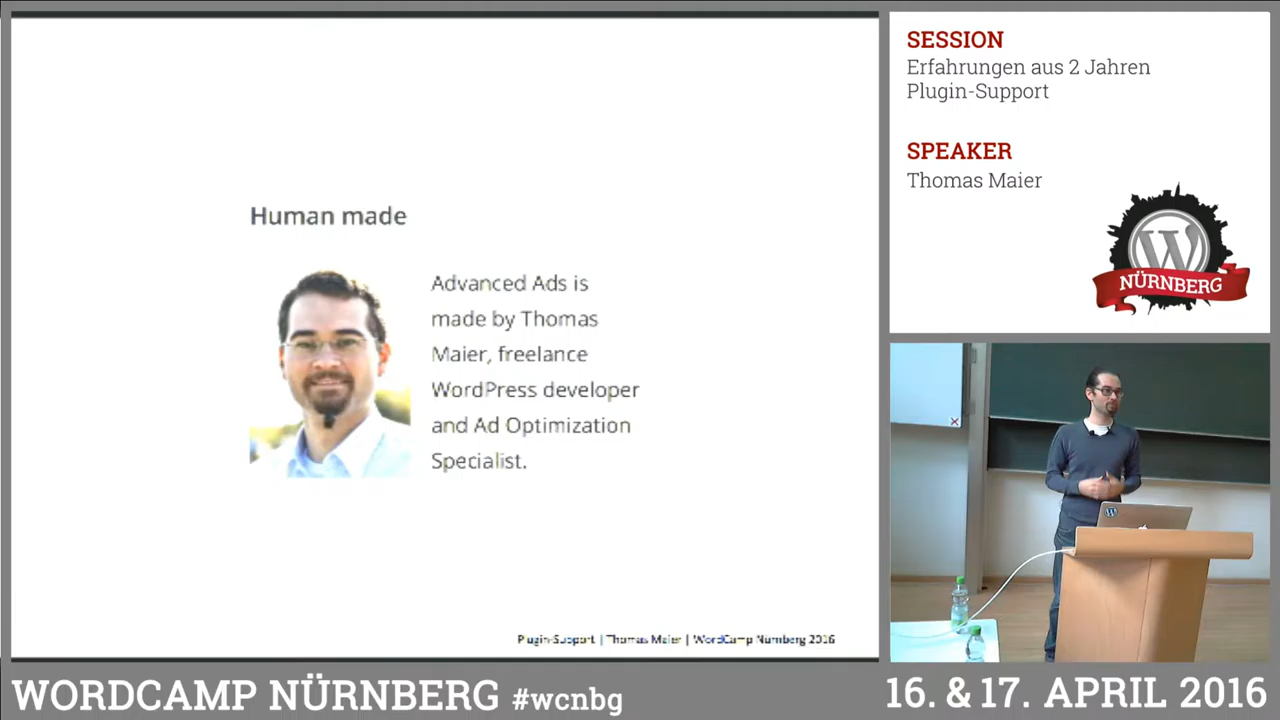 Human made
Advanced Ads is
made by Thomas
Maier, freelance
WordPress developer
and Ad Optimization
Specialist.
Plugin-Support | Thomas Maier | WordCamp Nürnberg 2016
SESSION
Erfahrungen aus 2 Jahren
Plugin-Support
SPEAKER
Thomas Maier
W
NÜRNBERG
W
WORDCAMP NÜRNBERG #wcnbg
16. & 17. APRIL 2016